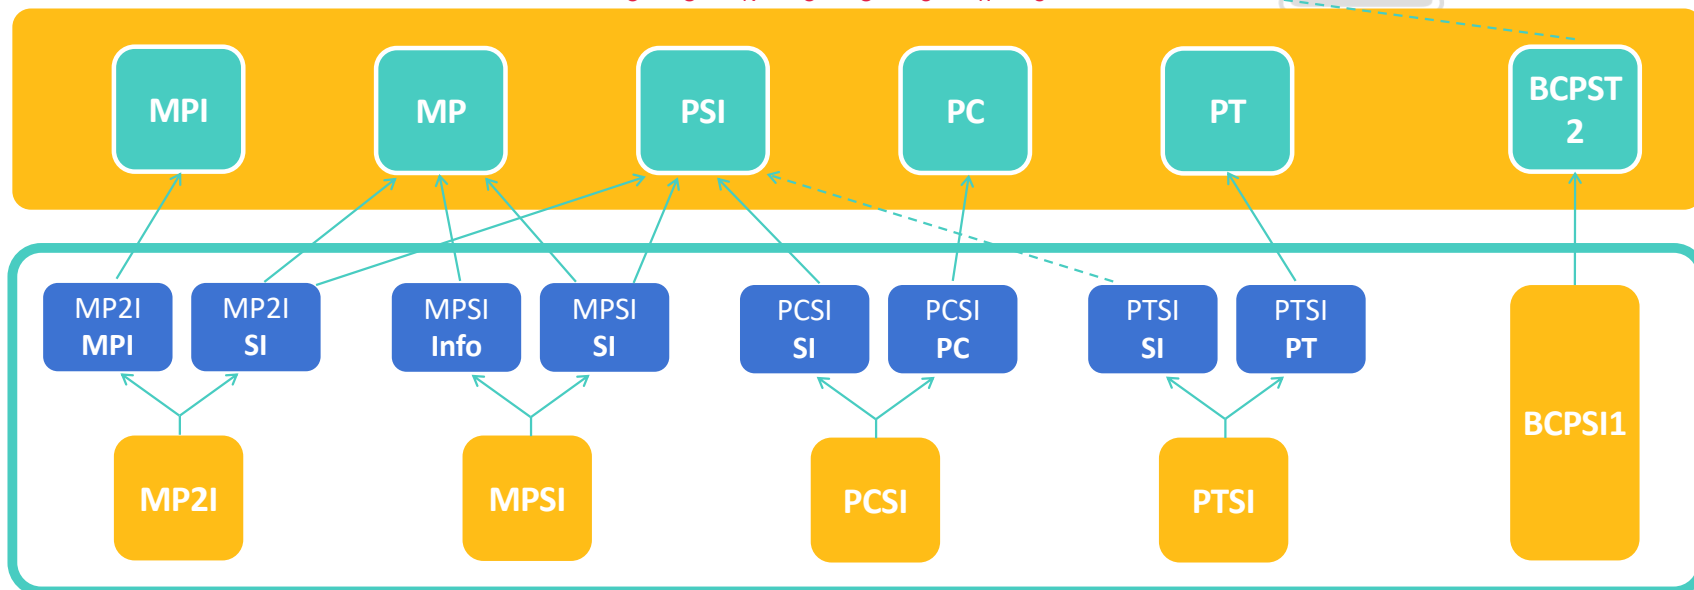 MPI
MP
PSI
PC
PT
BCPST
2
MP2I
MPI
MP2I
SI
MPSI
Info
MPSI
SI
PCSI
SI
PCSI
PC
PTSI
SI
PTSI
PT
BCPSI1
MP2I
MPSI
PCSI
PTSI